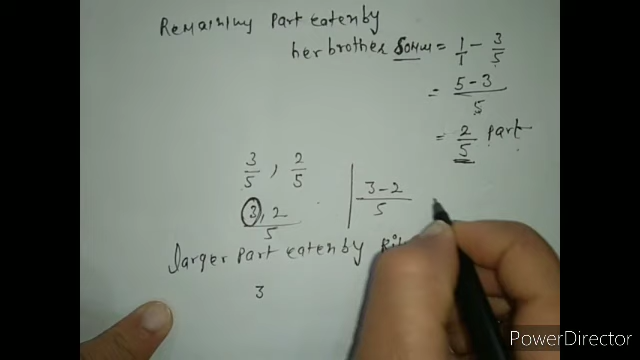 Remaining part eaten by
her brother Somu = 1/1 - 3/5
= 5-3/5
= 2/5 part
3/5 , 2/5
3, 2/5
3-2/5
larger part eaten by
3
PowerDirector